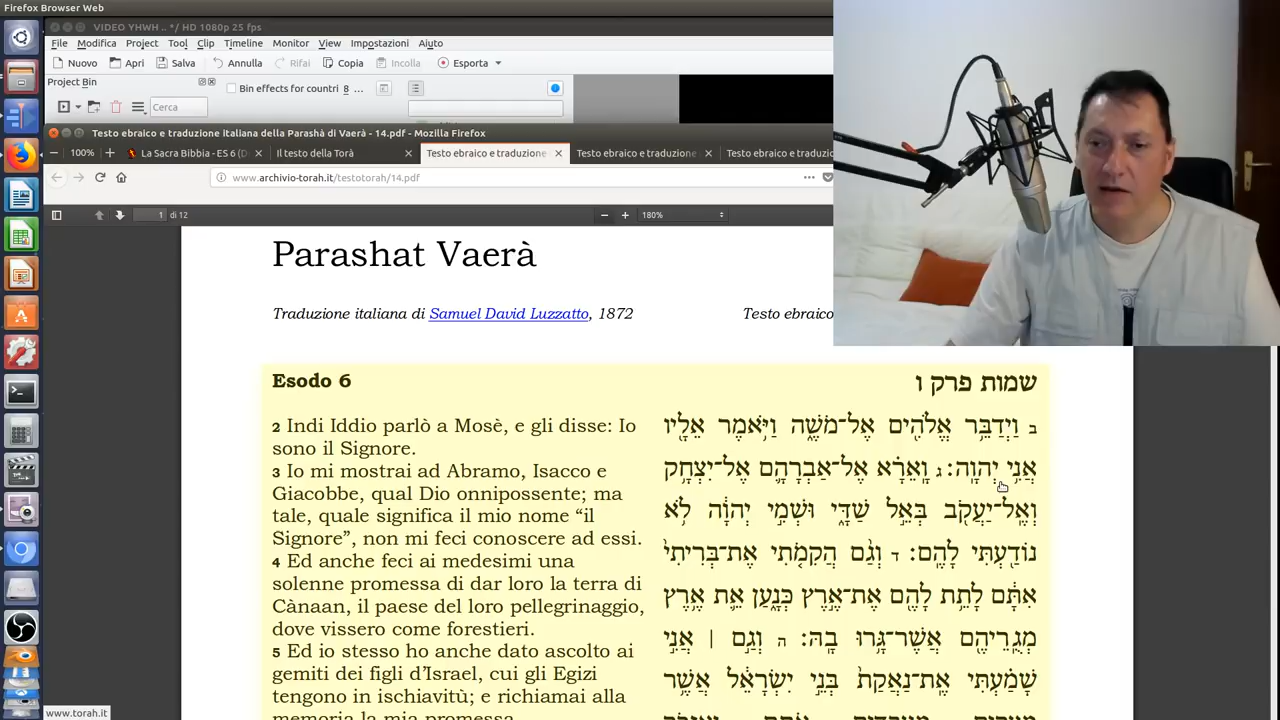 Firefox Browser Web
VIDEO YHWH .. */ HD 1080p 25 fps
File Modifica Project Tool Clip Timeline Monitor View Impostazioni Aiuto
Nuovo Apri Salva Annulla Rifai Copia Incolla Esporta
Project Bin
Bin effects for countri 8 ...
Cerca
Testo ebraico e traduzione italiana della Parashà di Vaerà - 14.pdf - Mozilla Firefox
100% La Sacra Bibbia - ES 6 (D Il testo della Torà Testo ebraico e traduzione Testo ebraico e traduzione Testo ebraico e traduzione
www.archivio-torah.it/testotorah/14.pdf
1 di 12 180%
Parashat Vaerà
Traduzione italiana di Samuel David Luzzatto, 1872
Testo ebraico
Esodo 6
2 Indi Iddio parlò a Mosè, e gli disse: Io
sono il Signore.
3 Io mi mostrai ad Abramo, Isacco e
Giacobbe, qual Dio onnipossente; ma
tale, quale significa il mio nome “il
Signore”, non mi feci conoscere ad essi.
4 Ed anche feci ai medesimi una
solenne promessa di dar loro la terra di
Cànaan, il paese del loro pellegrinaggio,
dove vissero come forestieri.
5 Ed io stesso ho anche dato ascolto ai
gemiti dei figli d’Israel, cui gli Egizi
tengono in ischiavitù; e richiamai alla
memoria la mia promessa.
שמות פרק ו
ב וַיְדַבֵּ֥ר אֱלֹהִ֖ים אֶל־מֹשֶׁ֑ה וַיֹּ֥אמֶר אֵלָ֖יו
אֲנִ֥י יְהוָֽה׃ ג וָאֵרָ֗א אֶל־אַבְרָהָ֛ם אֶל־יִצְחָ֥ק
וְאֶֽל־יַעֲקֹ֖ב בְּאֵ֣ל שַׁדָּ֑י וּשְׁמִ֣י יְהוָ֔ה לֹ֥א
נוֹדַ֖עְתִּי לָהֶֽם׃ ד וְגַ֨ם הֲקִמֹ֤תִי אֶת־בְּרִיתִי֙
אִתָּ֔ם לָתֵ֥ת לָהֶ֖ם אֶת־אֶ֣רֶץ כְּנָ֑עַן אֵ֛ת אֶ֥רֶץ
מְגֻרֵיהֶ֖ם אֲשֶׁר־גָּ֥רוּ בָֽהּ׃ ה וְגַ֣ם ׀ אֲנִ֣י
שָׁמַ֗עְתִּי אֶֽת־נַאֲקַת֙ בְּנֵ֣י יִשְׂרָאֵ֔ל אֲשֶׁ֥ר
www.torah.it